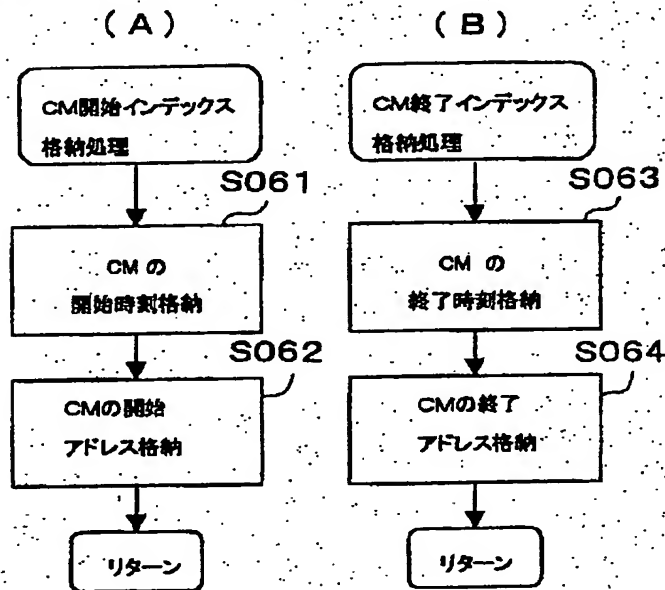 (A)
CM開始インデックス
格納処理
S061
CM の
開始時刻格納
S062
CMの開始
アドレス格納
リターン
(B)
CM終了インデックス
格納処理
S063
CM の
終了時刻格納
S064
CMの終了
アドレス格納
リターン